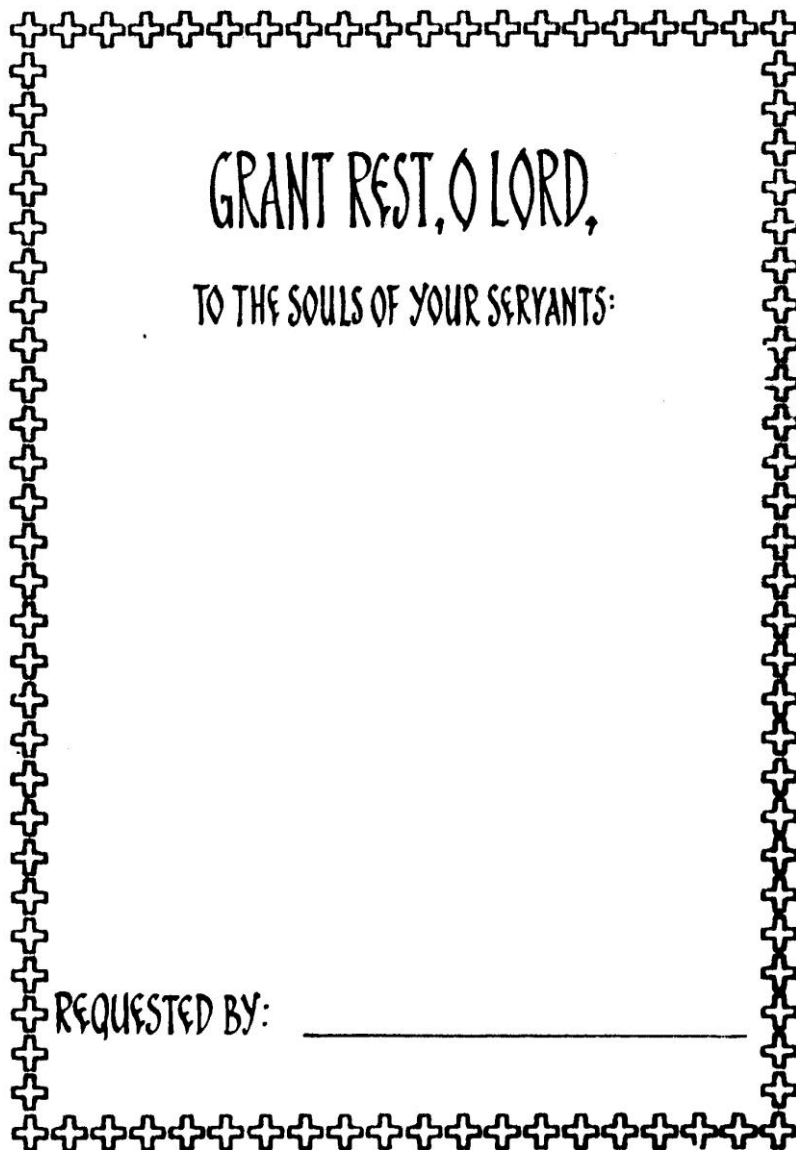 GRANT REST, O LORD,
TO THE SOULS OF YOUR SERVANTS:
REQUESTED BY: